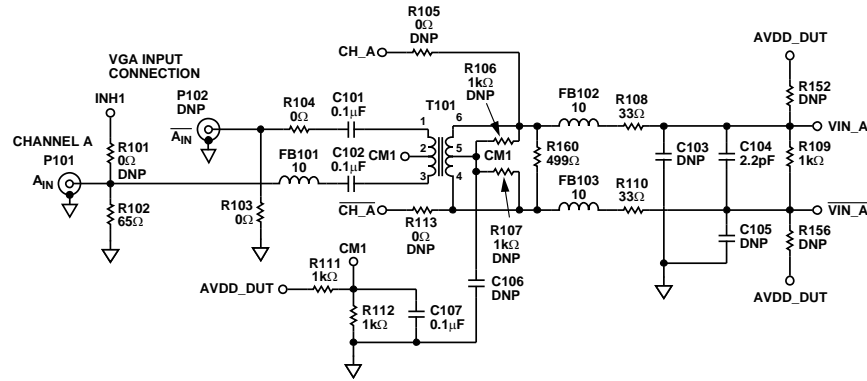 R105
0Ω
DNP
CH_A
AVDD_DUT
VGA INPUT
CONNECTION
INH1
P102
DNP
AIN
R104
0Ω
C101
0.1µF
T101
1
2
3
6
5
4
R106
1kΩ
DNP
FB102
10
R108
33Ω
R152
DNP
VIN_A
CHANNEL A
P101
AIN
R101
0Ω
DNP
FB101
10
C102
0.1µF
CM1
CM1
R160
499Ω
C103
DNP
C104
2.2pF
R109
1kΩ
R102
65Ω
R103
0Ω
CH_A
R113
0Ω
DNP
R107
1kΩ
DNP
FB103
10
R110
33Ω
VIN_A
C105
DNP
R156
DNP
AVDD_DUT
CM1
R111
1kΩ
AVDD_DUT
R112
1kΩ
C107
0.1µF
C106
DNP